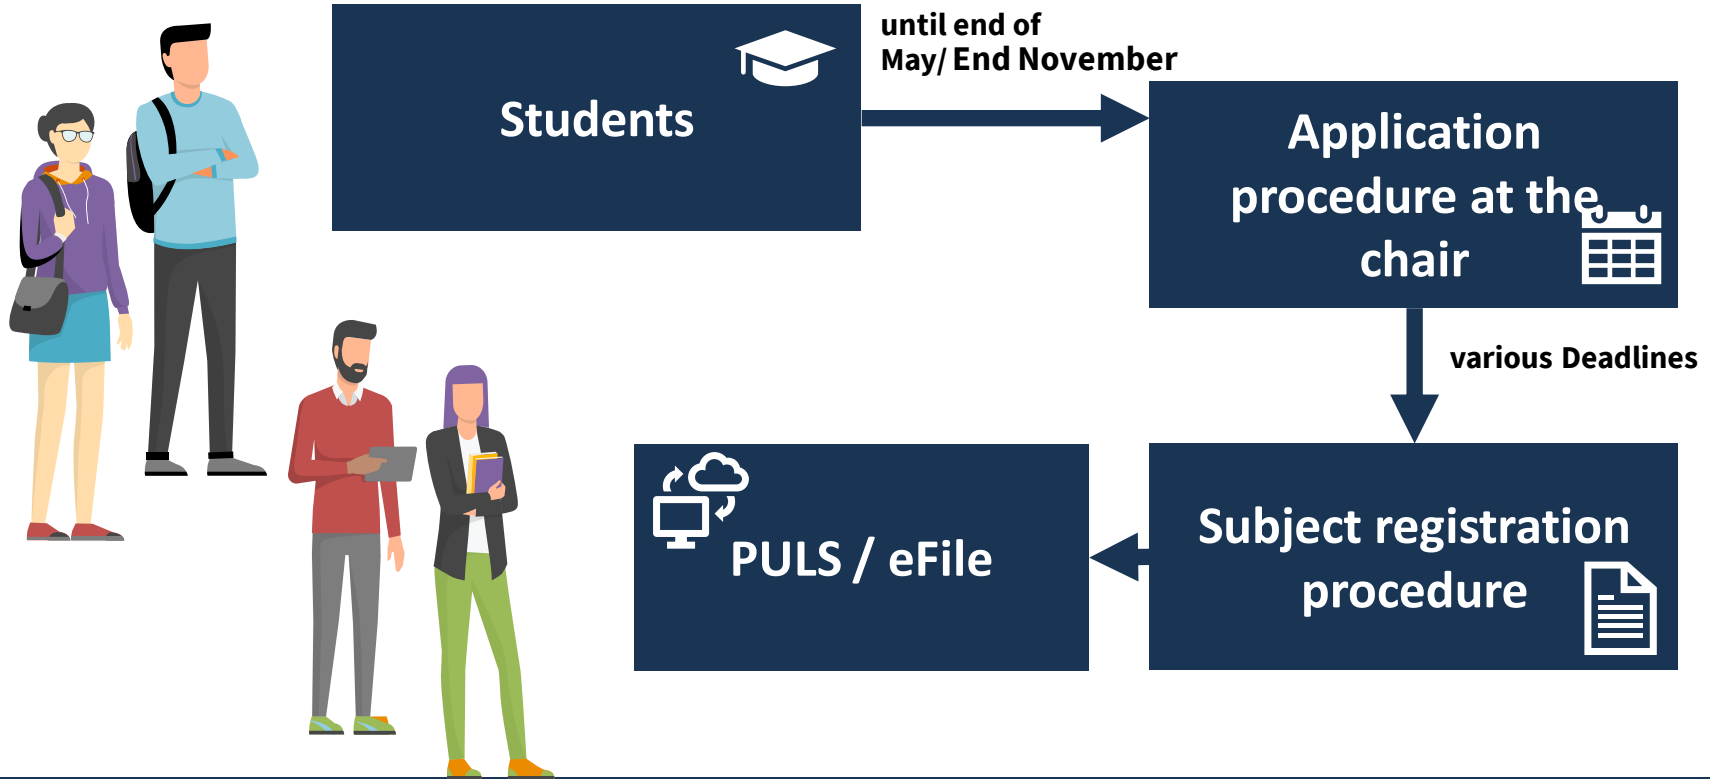 Students
until end of
May/ End November
Application
procedure at the
chair
various Deadlines
Subject registration
procedure
PULS / eFile